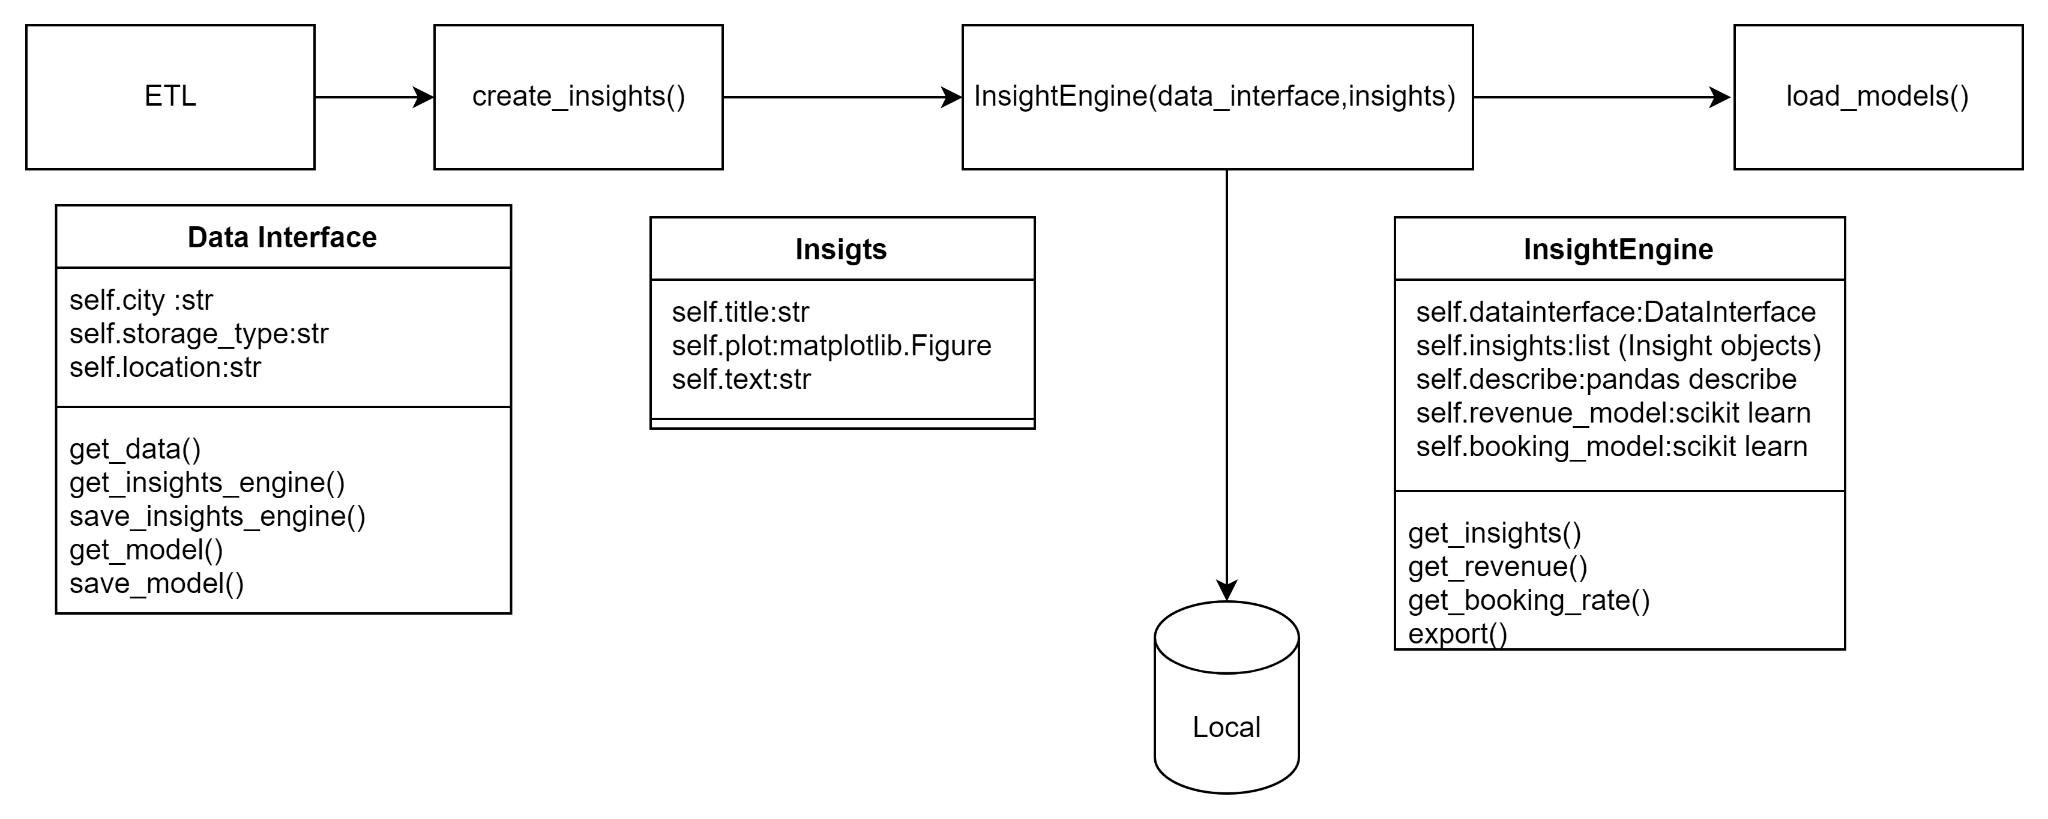 ETL
create_insights()
InsightEngine(data_interface,insights)
load_models()
Data Interface
self.city :str
self.storage_type:str
self.location:str
get_data()
get_insights_engine()
save_insights_engine()
get_model()
save_model()
Insigts
self.title:str
self.plot:matplotlib.Figure
self.text:str
InsightEngine
self.datainterface:DataInterface
self.insights:list (Insight objects)
self.describe:pandas describe
self.revenue_model:scikit learn
self.booking_model:scikit learn
get_insights()
get_revenue()
get_booking_rate()
export()
Local